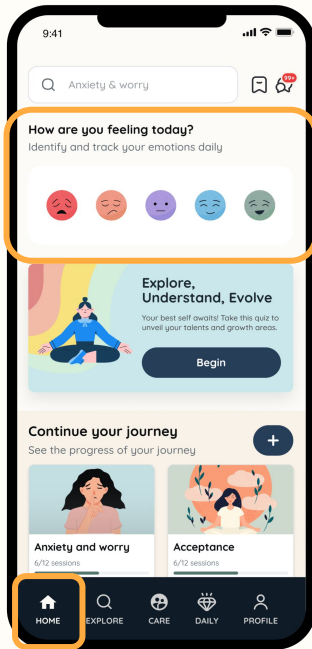 9:41
Anxiety & worry
99+
How are you feeling today?
Identify and track your emotions daily
Explore,
Understand, Evolve
Your best self awaits! Take this quiz to
unveil your talents and growth areas.
Begin
Continue your journey
See the progress of your journey
+
Anxiety and worry
6/12 sessions
Acceptance
6/12 sessions
HOME
EXPLORE
CARE
DAILY
PROFILE